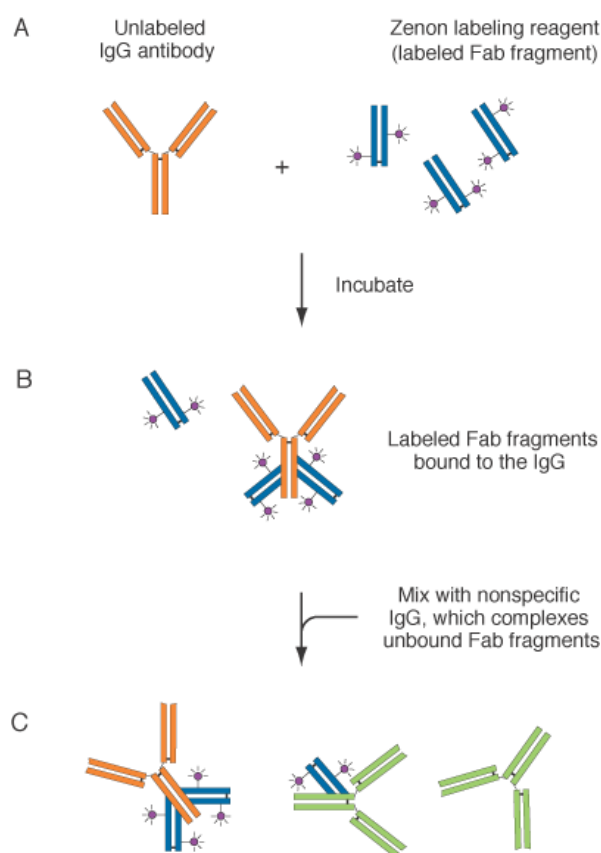 A
Unlabeled
IgG antibody
Zenon labeling reagent
(labeled Fab fragment)
+
Incubate
B
Labeled Fab fragments
bound to the IgG
Mix with nonspecific
IgG, which complexes
unbound Fab fragments
C